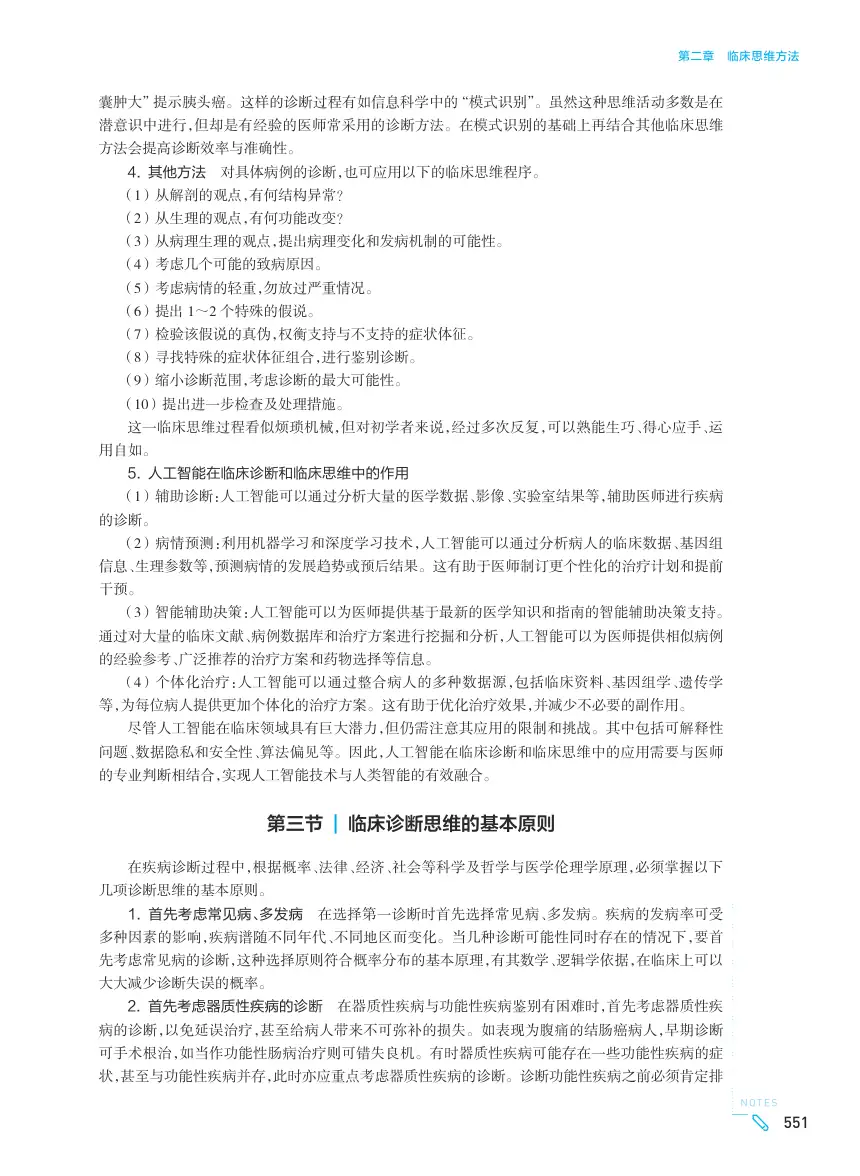 第二章 临床思维方法
囊肿大”提示胰头癌。这样的诊断过程有如信息科学中的“模式识别”。虽然这种思维活动多数是在
潜意识中进行,但却是有经验的医师常采用的诊断方法。在模式识别的基础上再结合其他临床思维
方法会提高诊断效率与准确性。
4. 其他方法 对具体病例的诊断,也可应用以下的临床思维程序。
（1）从解剖的观点,有何结构异常?
（2）从生理的观点,有何功能改变?
（3）从病理生理的观点,提出病理变化和发病机制的可能性。
（4）考虑几个可能的致病原因。
（5）考虑病情的轻重,勿放过严重情况。
（6）提出 1～2 个特殊的假说。
（7）检验该假说的真伪,权衡支持与不支持的症状体征。
（8）寻找特殊的症状体征组合,进行鉴别诊断。
（9）缩小诊断范围,考虑诊断的最大可能性。
（10）提出进一步检查及处理措施。
这一临床思维过程看似烦琐机械,但对初学者来说,经过多次反复,可以熟能生巧、得心应手、运
用自如。
5. 人工智能在临床诊断和临床思维中的作用
（1）辅助诊断:人工智能可以通过分析大量的医学数据、影像、实验室结果等,辅助医师进行疾病
的诊断。
（2）病情预测:利用机器学习和深度学习技术,人工智能可以通过分析病人的临床数据、基因组
信息、生理参数等,预测病情的发展趋势或预后结果。这有助于医师制订更个性化的治疗计划和提前
干预。
（3）智能辅助决策:人工智能可以为医师提供基于最新的医学知识和指南的智能辅助决策支持。
通过对大量的临床文献、病例数据库和治疗方案进行挖掘和分析,人工智能可以为医师提供相似病例
的经验参考、广泛推荐的治疗方案和药物选择等信息。
（4）个体化治疗:人工智能可以通过整合病人的多种数据源,包括临床资料、基因组学、遗传学
等,为每位病人提供更加个体化的治疗方案。这有助于优化治疗效果,并减少不必要的副作用。
尽管人工智能在临床领域具有巨大潜力,但仍需注意其应用的限制和挑战。其中包括可解释性
问题、数据隐私和安全性、算法偏见等。因此,人工智能在临床诊断和临床思维中的应用需要与医师
的专业判断相结合,实现人工智能技术与人类智能的有效融合。
第三节 | 临床诊断思维的基本原则
在疾病诊断过程中,根据概率、法律、经济、社会等科学及哲学与医学伦理学原理,必须掌握以下
几项诊断思维的基本原则。
1. 首先考虑常见病、多发病 在选择第一诊断时首先选择常见病、多发病。疾病的发病率可受
多种因素的影响,疾病谱随不同年代、不同地区而变化。当几种诊断可能性同时存在的情况下,要首
先考虑常见病的诊断,这种选择原则符合概率分布的基本原理,有其数学、逻辑学依据,在临床上可以
大大减少诊断失误的概率。
2. 首先考虑器质性疾病的诊断 在器质性疾病与功能性疾病鉴别有困难时,首先考虑器质性疾
病的诊断,以免延误治疗,甚至给病人带来不可弥补的损失。如表现为腹痛的结肠癌病人,早期诊断
可手术根治,如当作功能性肠病治疗则可错失良机。有时器质性疾病可能存在一些功能性疾病的症
状,甚至与功能性疾病并存,此时亦应重点考虑器质性疾病的诊断。诊断功能性疾病之前必须肯定排
NOTES
551